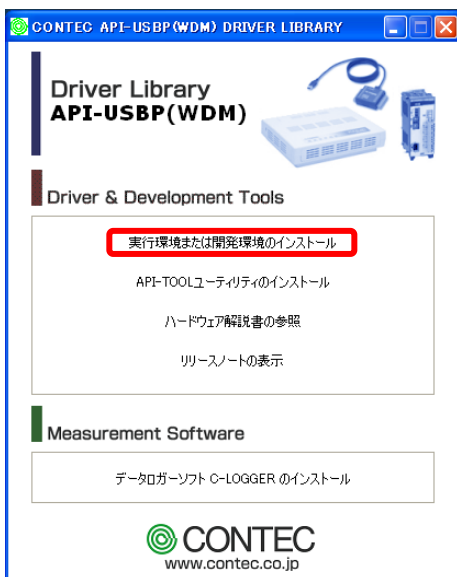 CONTEC API-USBP(WDM) DRIVER LIBRARY
Driver Library
API-USBP(WDM)
Driver & Development Tools
実行環境または開発環境のインストール
API-TOOLユーティリティのインストール
ハードウェア解説書の参照
リリースノートの表示
Measurement Software
データロガーソフト C-LOGGER のインストール
CONTEC
www.contec.co.jp